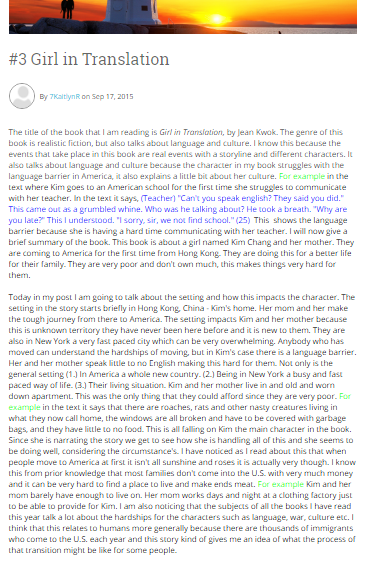 #3 Girl in Translation
By 7KaitlynR on Sep 17, 2015
The title of the book that I am reading is Girl in Translation, by Jean Kwok. The genre of this
book is realistic fiction, but also talks about language and culture. I know this because the
events that take place in this book are real events with a storyline and different characters. It
also talks about language and culture because the character in my book struggles with the
language barrier in America, it also explains a little bit about her culture. For example in the
text where Kim goes to an American school for the first time she struggles to communicate
with her teacher. In the text it says, (Teacher) "Can't you speak english? They said you did."
This came out as a grumbled whine. Who was he talking about? He took a breath. "Why are
you late?" This I understood. "I sorry, sir, we not find school." (25) This shows the language
barrier because she is having a hard time communicating with her teacher. I will now give a
brief summary of the book. This book is about a girl named Kim Chang and her mother. They
are coming to America for the first time from Hong Kong. They are doing this for a better life
for their family. They are very poor and don't own much, this makes things very hard for
them.
Today in my post I am going to talk about the setting and how this impacts the character. The
setting in the story starts briefly in Hong Kong, China - Kim's home. Her mom and her make
the tough journey from there to America. The setting impacts Kim and her mother because
this is unknown territory they have never been here before and it is new to them. They are
also in New York a very fast paced city which can be very overwhelming. Anybody who has
moved can understand the hardships of moving, but in Kim's case there is a language barrier.
Her and her mother speak little to no English making this hard for them. Not only is the
general setting (1.) In America a whole new country. (2.) Being in New York a busy and fast
paced way of life. (3.) Their living situation. Kim and her mother live in and old and worn
down apartment. This was the only thing that they could afford since they are very poor. For
example in the text it says that there are roaches, rats and other nasty creatures living in
what they now call home, the windows are all broken and have to be covered with garbage
bags, and they have little to no food. This is all falling on Kim the main character in the book.
Since she is narrating the story we get to see how she is handling all of this and she seems to
be doing well, considering the circumstance's. I have noticed as I read about this that when
people move to America at first it isn't all sunshine and roses it is actually very though. I know
this from prior knowledge that most families don't come into the U.S. with very much money
and it can be very hard to find a place to live and make ends meat. For example Kim and her
mom barely have enough to live on. Her mom works days and night at a clothing factory just
to be able to provide for Kim. I am also noticing that the subjects of all the books I have read
this year talk a lot about the hardships for the characters such as language, war, culture etc. I
think that this relates to humans more generally because there are thousands of immigrants
who come to the U.S. each year and this story kind of gives me an idea of what the process of
that transition might be like for some people.